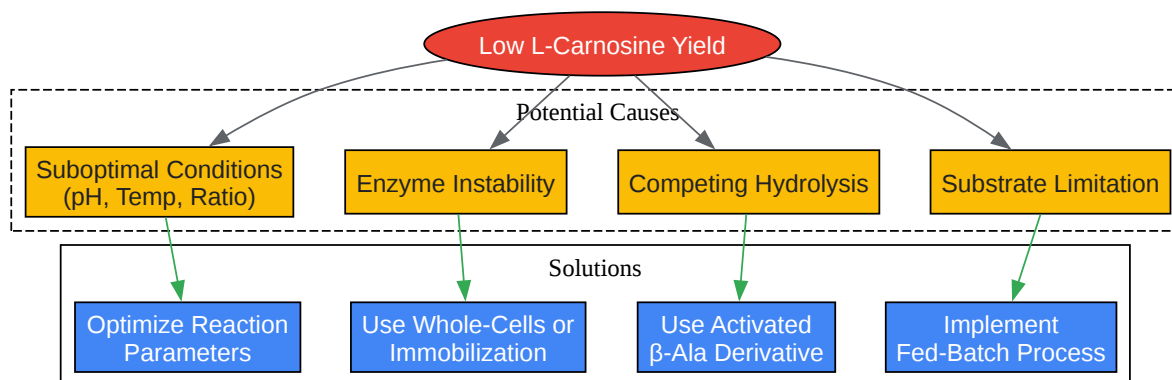 Low L-Carnosine Yield
Potential Causes
Suboptimal Conditions
(pH, Temp, Ratio)
Enzyme Instability
Competing Hydrolysis
Substrate Limitation
Solutions
Optimize Reaction
Parameters
Use Whole-Cells or
Immobilization
Use Activated
β-Ala Derivative
Implement
Fed-Batch Process